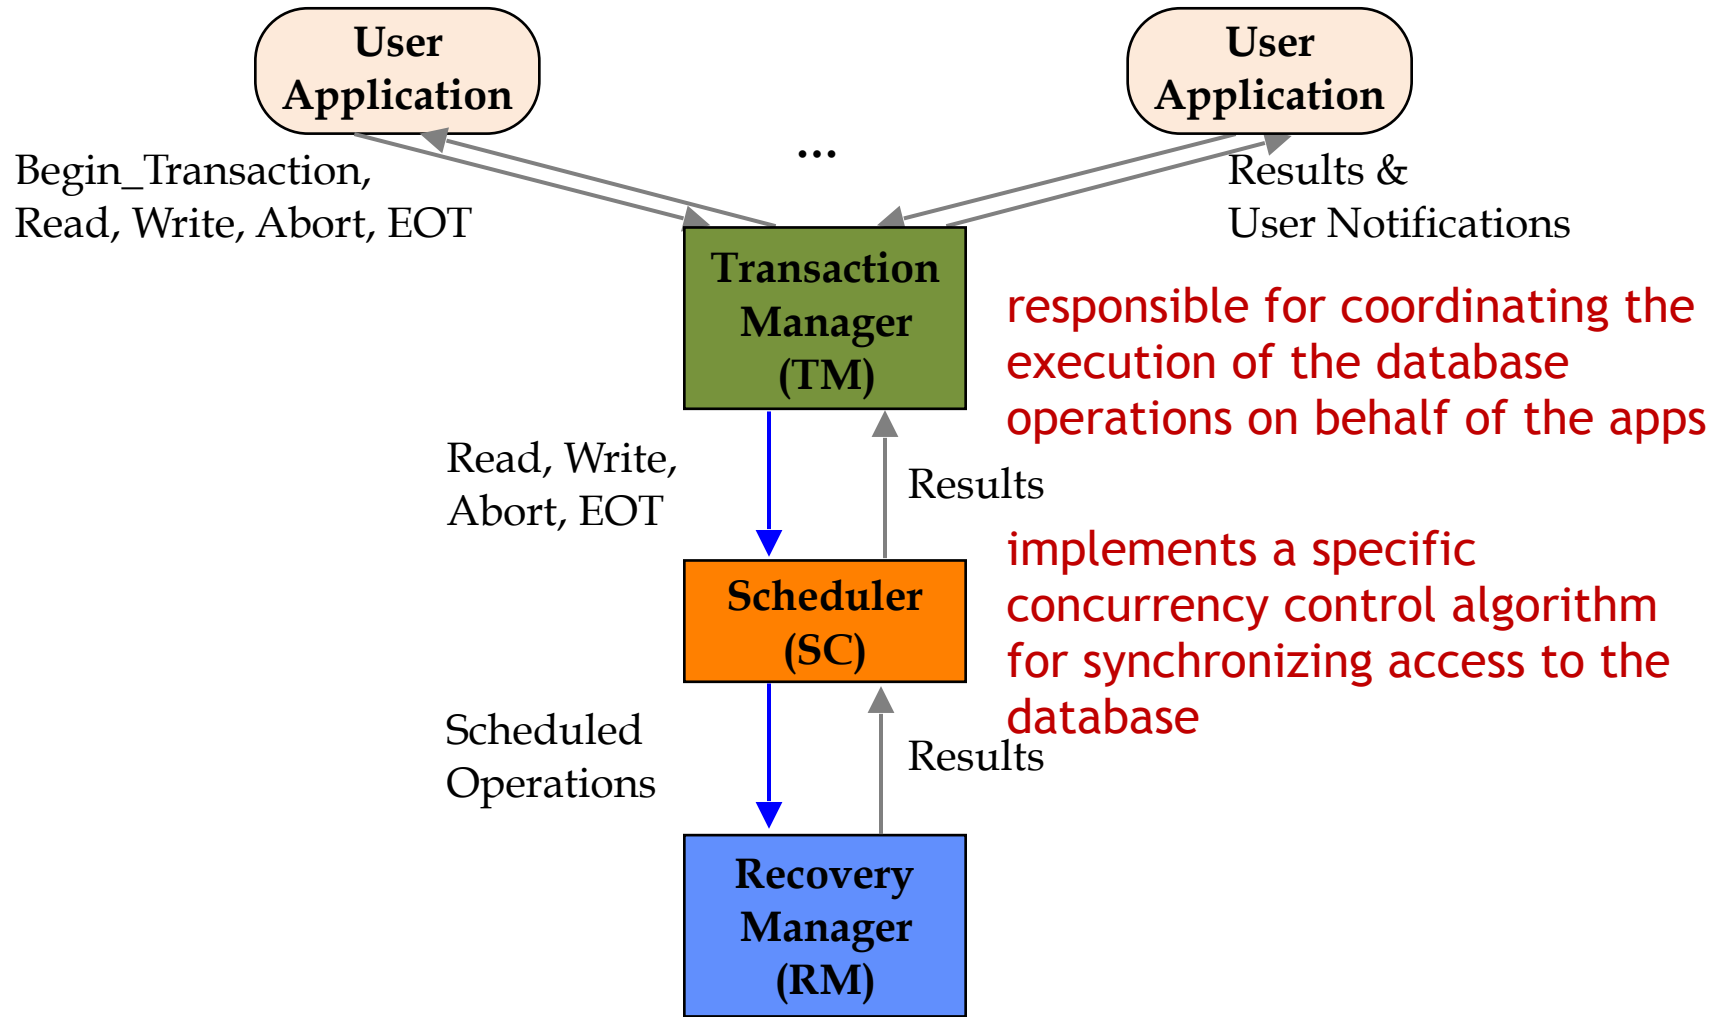 User
Application
User
Application
...
Begin_Transaction,
Read, Write, Abort, EOT
Results &
User Notifications
Transaction
Manager
(TM)
responsible for coordinating the
execution of the database
operations on behalf of the apps
Read, Write,
Abort, EOT
Results
Scheduler
(SC)
implements a specific
concurrency control algorithm
for synchronizing access to the
database
Scheduled
Operations
Results
Recovery
Manager
(RM)